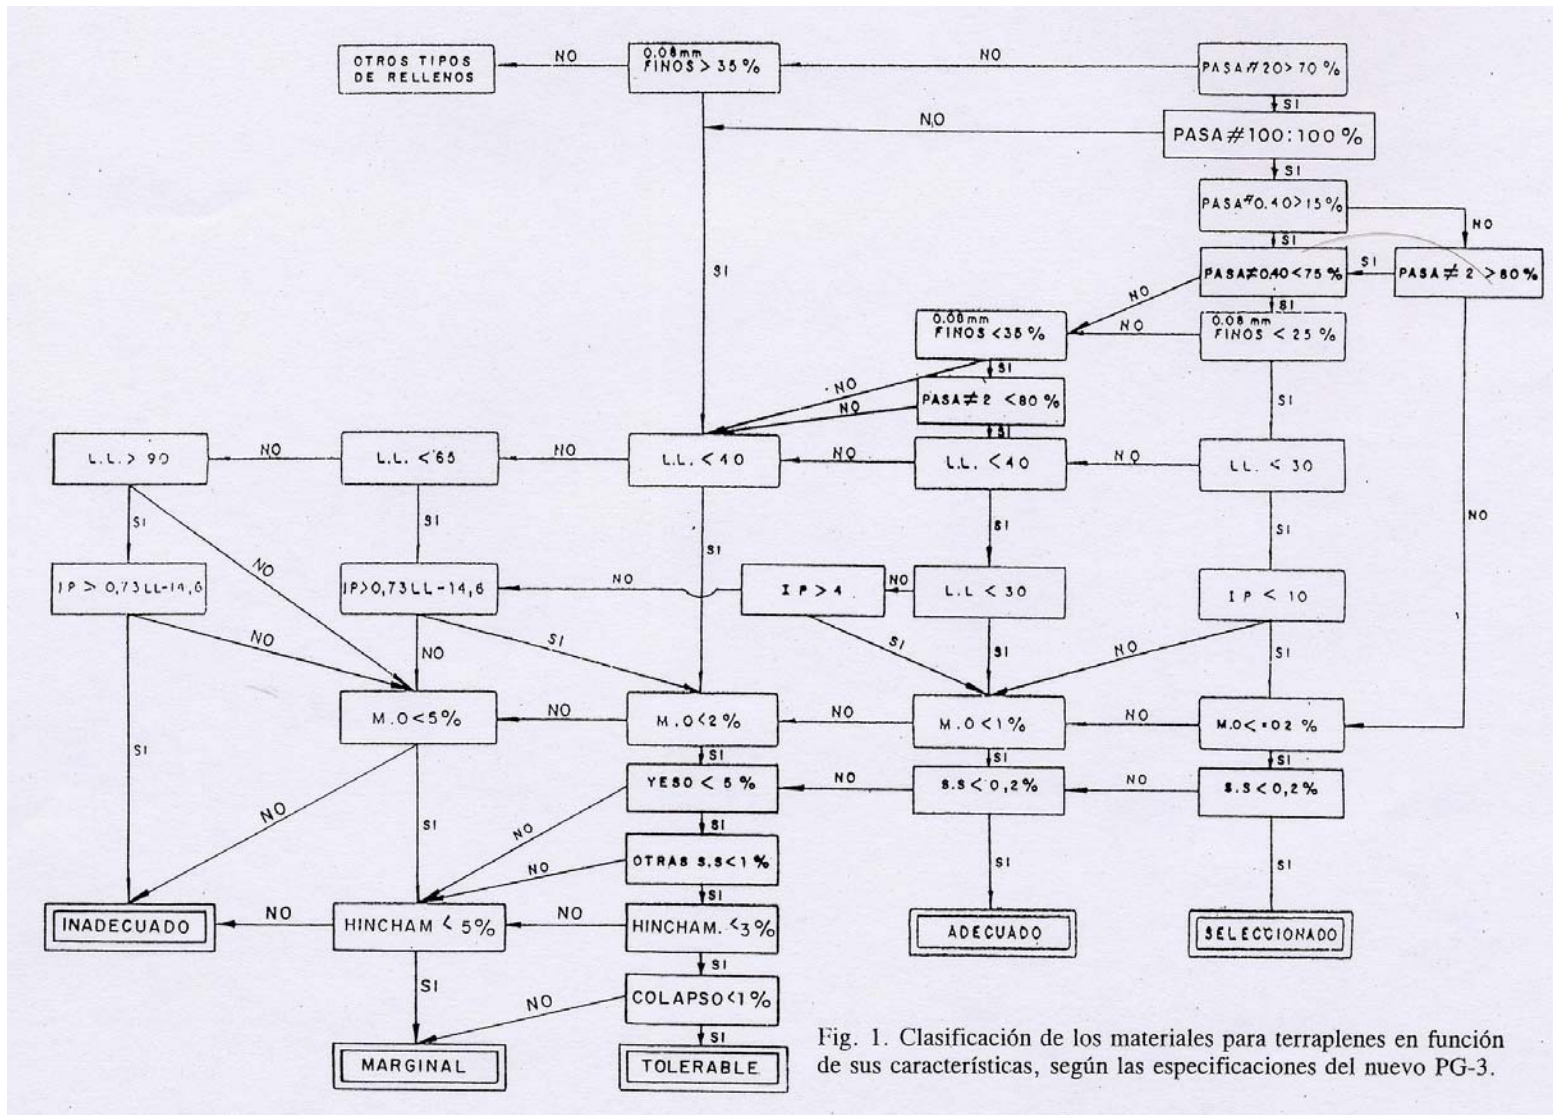 OTROS TIPOS
DE RELLENOS
NO
0.08mm
FINOS > 35%
NO
PASA # 20 > 70 %
SI
NO
PASA # 100 : 100 %
SI
PASA # 0.40 > 15 %
NO
SI
SI
PASA ≠ 0.40 < 75 %
SI
PASA ≠ 2 > 80 %
NO
SI
0.08 mm
FINOS < 35 %
NO
0.08 mm
FINOS < 25 %
NO
SI
PASA ≠ 2 < 80 %
NO
SI
SI
NO
L.L. > 90
NO
L.L. < 65
NO
L.L. < 40
NO
L.L. < 40
NO
LL. < 30
SI
NO
SI
SI
SI
SI
IP > 0,73LL-14,6
IP>0,73LL-14,6
NO
IP > 4
NO
L.L < 30
IP < 10
NO
NO
SI
SI
SI
NO
SI
M.O<5%
NO
M.O<2%
NO
M.O<1%
NO
SI
SI
SI
SI
NO
SI
YESO < 5 %
NO
S.S<0,2%
NO
S.S<0,2%
NO
SI
OTRAS S.S<1%
NO
SI
SI
SI
INADECUADO
NO
HINCHAM < 5%
NO
HINCHAM. <3%
ADECUADO
SELECCIONADO
SI
SI
NO
COLAPSO<1%
SI
MARGINAL
TOLERABLE
Fig. 1. Clasificación de los materiales para terraplenes en función
de sus características, según las especificaciones del nuevo PG-3.